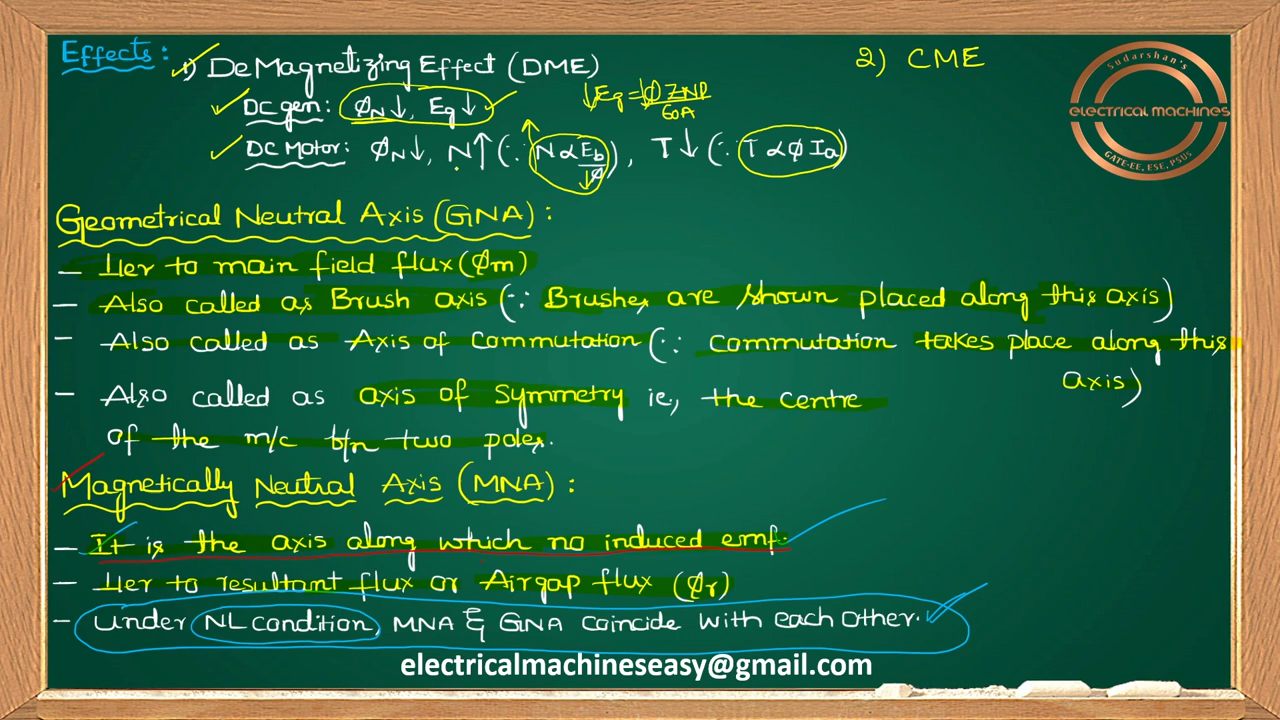 Effects: 1) DeMagnetizing Effect (DME)
2) CME
DC gen: ϕN↓, Eg↓
↓Eg = ↓ϕZNP/60A
DC Motor: ϕN↓, N↑ (∵ N ∝ Eb/↓ϕ), T↓ (∵ T ∝ ϕ Ia)
Sudarshan's
electrical machines
GATE-EE, ESE, PSUS
Geometrical Neutral Axis (GNA):
– ⊥er to main field flux (ϕm)
– Also called as Brush axis (∵ Brushes are shown placed along this axis)
– Also called as Axis of Commutation (∵ commutation takes place along this
axis)
– Also called as axis of Symmetry ie, the centre
of the m/c b/n two poles.
Magnetically Neutral Axis (MNA):
– It is the axis along which no induced emf.
– ⊥er to resultant flux or Airgap flux (ϕr)
– Under NL condition, MNA & GNA coincide with each other.
electricalmachineseasy@gmail.com